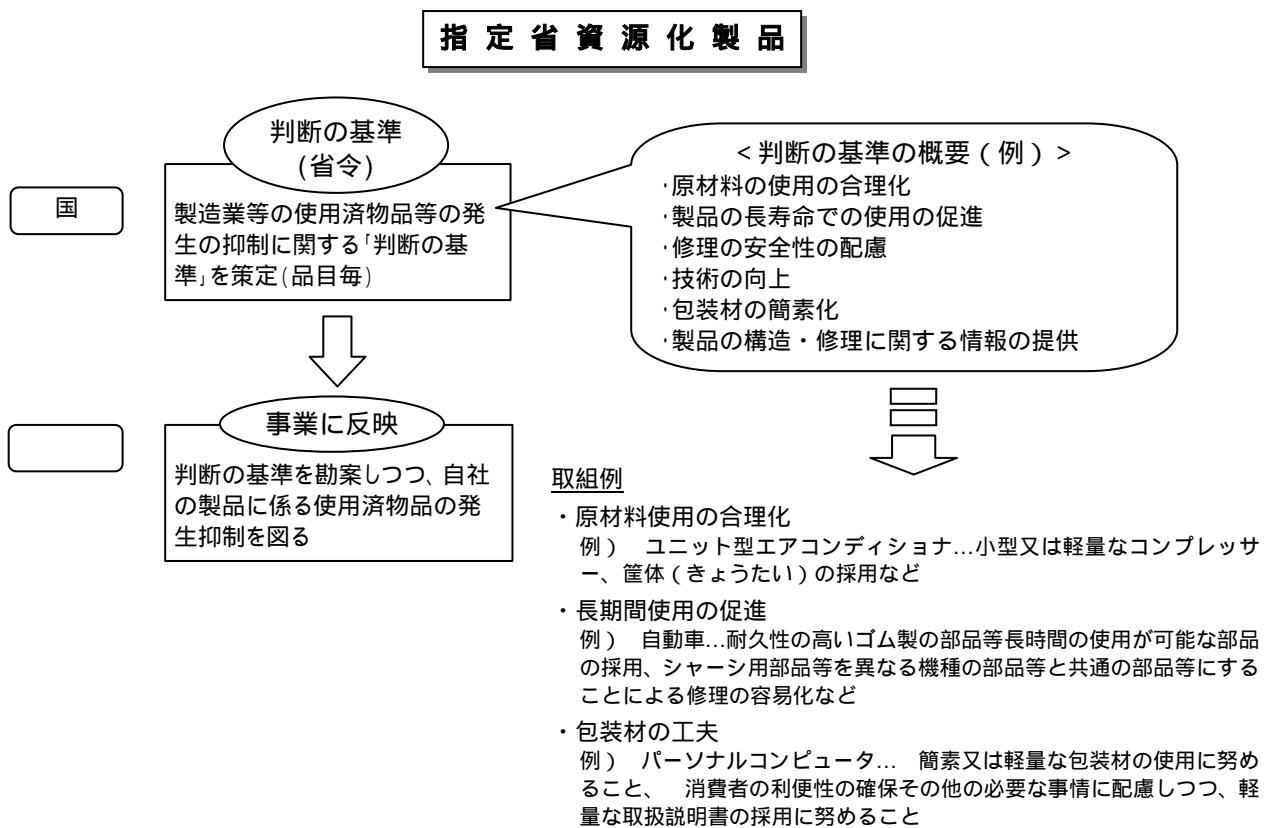 指定省資源化製品
判断の基準
(省令)
国
製造業等の使用済物品等の発
生の抑制に関する「判断の基
準」を策定(品目毎)
<判断の基準の概要(例)>
・原材料の使用の合理化
・製品の長寿命での使用の促進
・修理の安全性の配慮
・技術の向上
・包装材の簡素化
・製品の構造・修理に関する情報の提供
事業に反映
判断の基準を勘案しつつ、自社
の製品に係る使用済物品の発
生抑制を図る
取組例
・原材料使用の合理化
例) ユニット型エアコンディショナ…小型又は軽量なコンプレッサ
ー、筐体(きょうたい)の採用など
・長期間使用の促進
例) 自動車…耐久性の高いゴム製の部品等長時間の使用が可能な部品
の採用、シャーシ用部品等を異なる機種の部品等と共通の部品等にする
ことによる修理の容易化など
・包装材の工夫
例) パーソナルコンピュータ… 簡素又は軽量な包装材の使用に努め
ること、 消費者の利便性の確保その他の必要な事情に配慮しつつ、軽
量な取扱説明書の採用に努めること